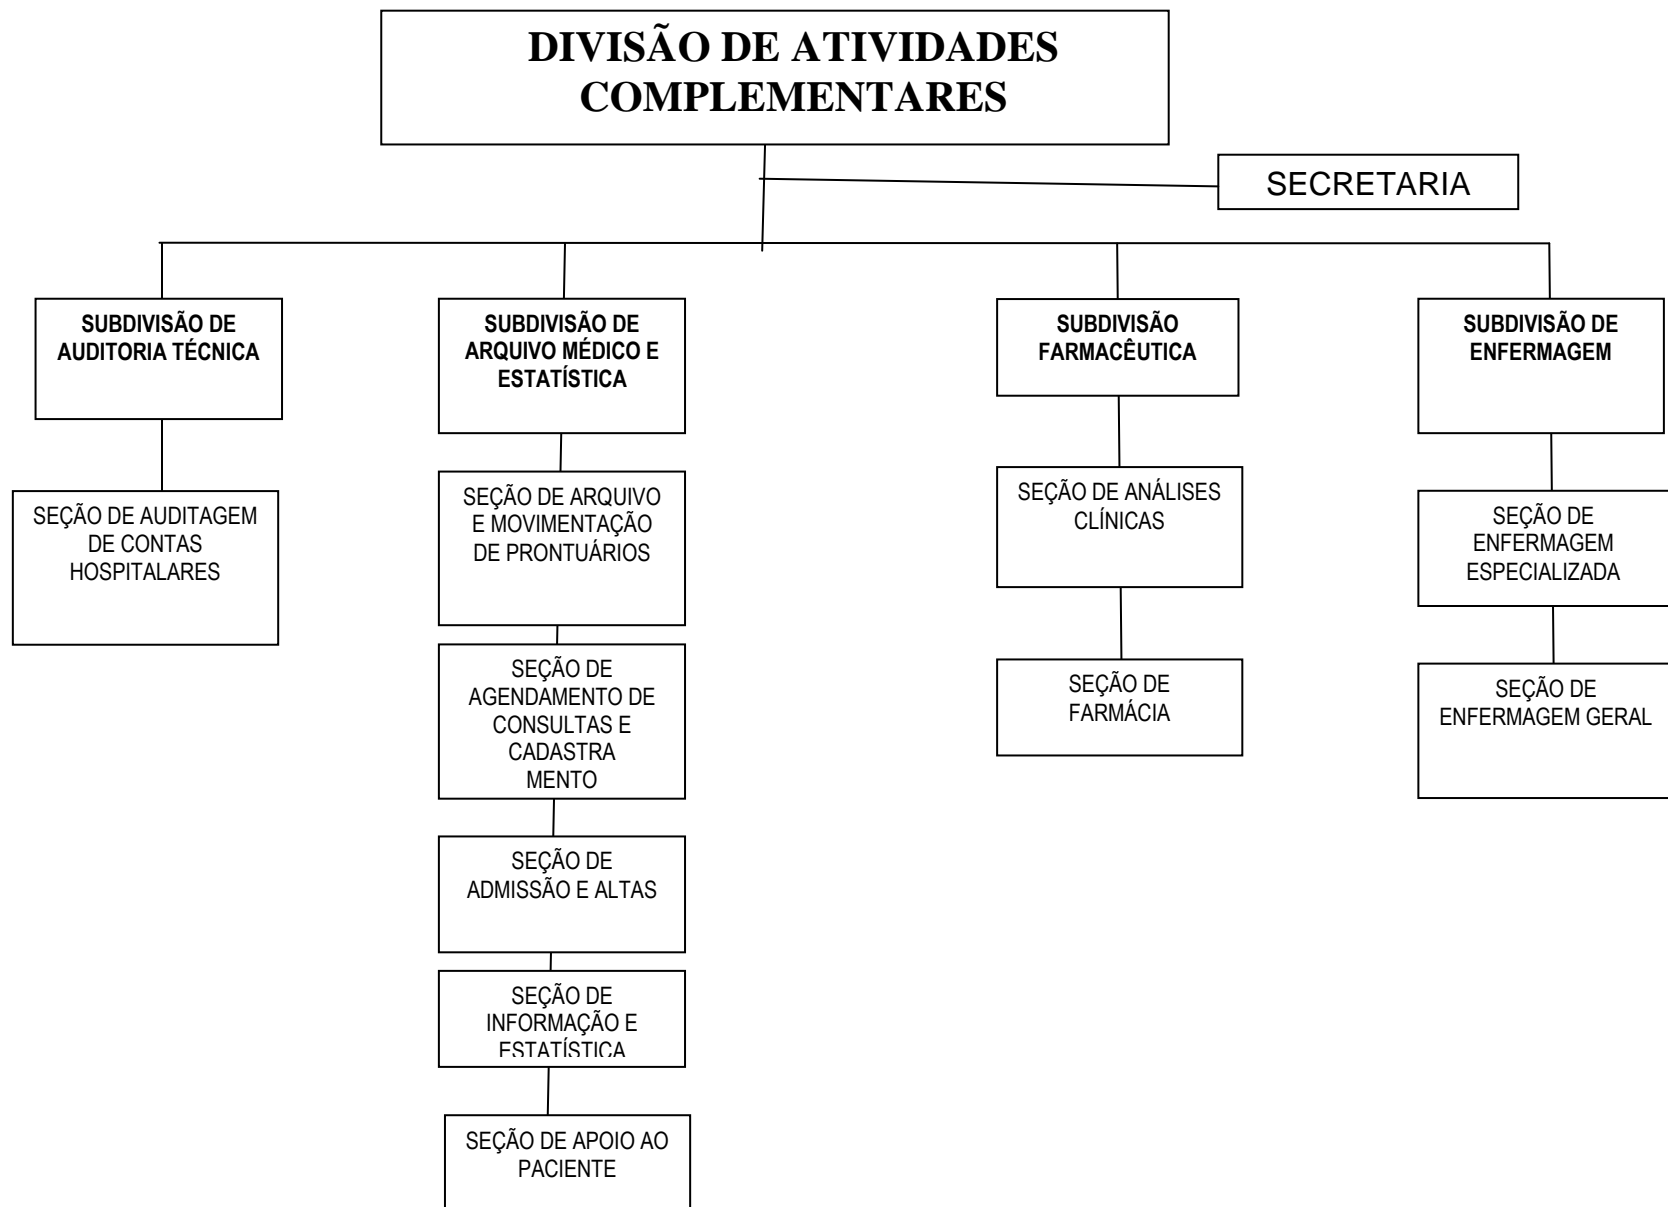 DIVISÃO DE ATIVIDADES
COMPLEMENTARES
SECRETARIA
SUBDIVISÃO DE
AUDITORIA TÉCNICA
SEÇÃO DE AUDITAGEM
DE CONTAS
HOSPITALARES
SUBDIVISÃO DE
ARQUIVO MÉDICO E
ESTATÍSTICA
SEÇÃO DE ARQUIVO
E MOVIMENTAÇÃO
DE PRONTUÁRIOS
SEÇÃO DE
AGENDAMENTO DE
CONSULTAS E
CADASTRA
MENTO
SEÇÃO DE
ADMISSÃO E ALTAS
SEÇÃO DE
INFORMAÇÃO E
ESTATÍSTICA
SEÇÃO DE APOIO AO
PACIENTE
SUBDIVISÃO
FARMACÊUTICA
SEÇÃO DE ANÁLISES
CLÍNICAS
SEÇÃO DE
FARMÁCIA
SUBDIVISÃO DE
ENFERMAGEM
SEÇÃO DE
ENFERMAGEM
ESPECIALIZADA
SEÇÃO DE
ENFERMAGEM GERAL